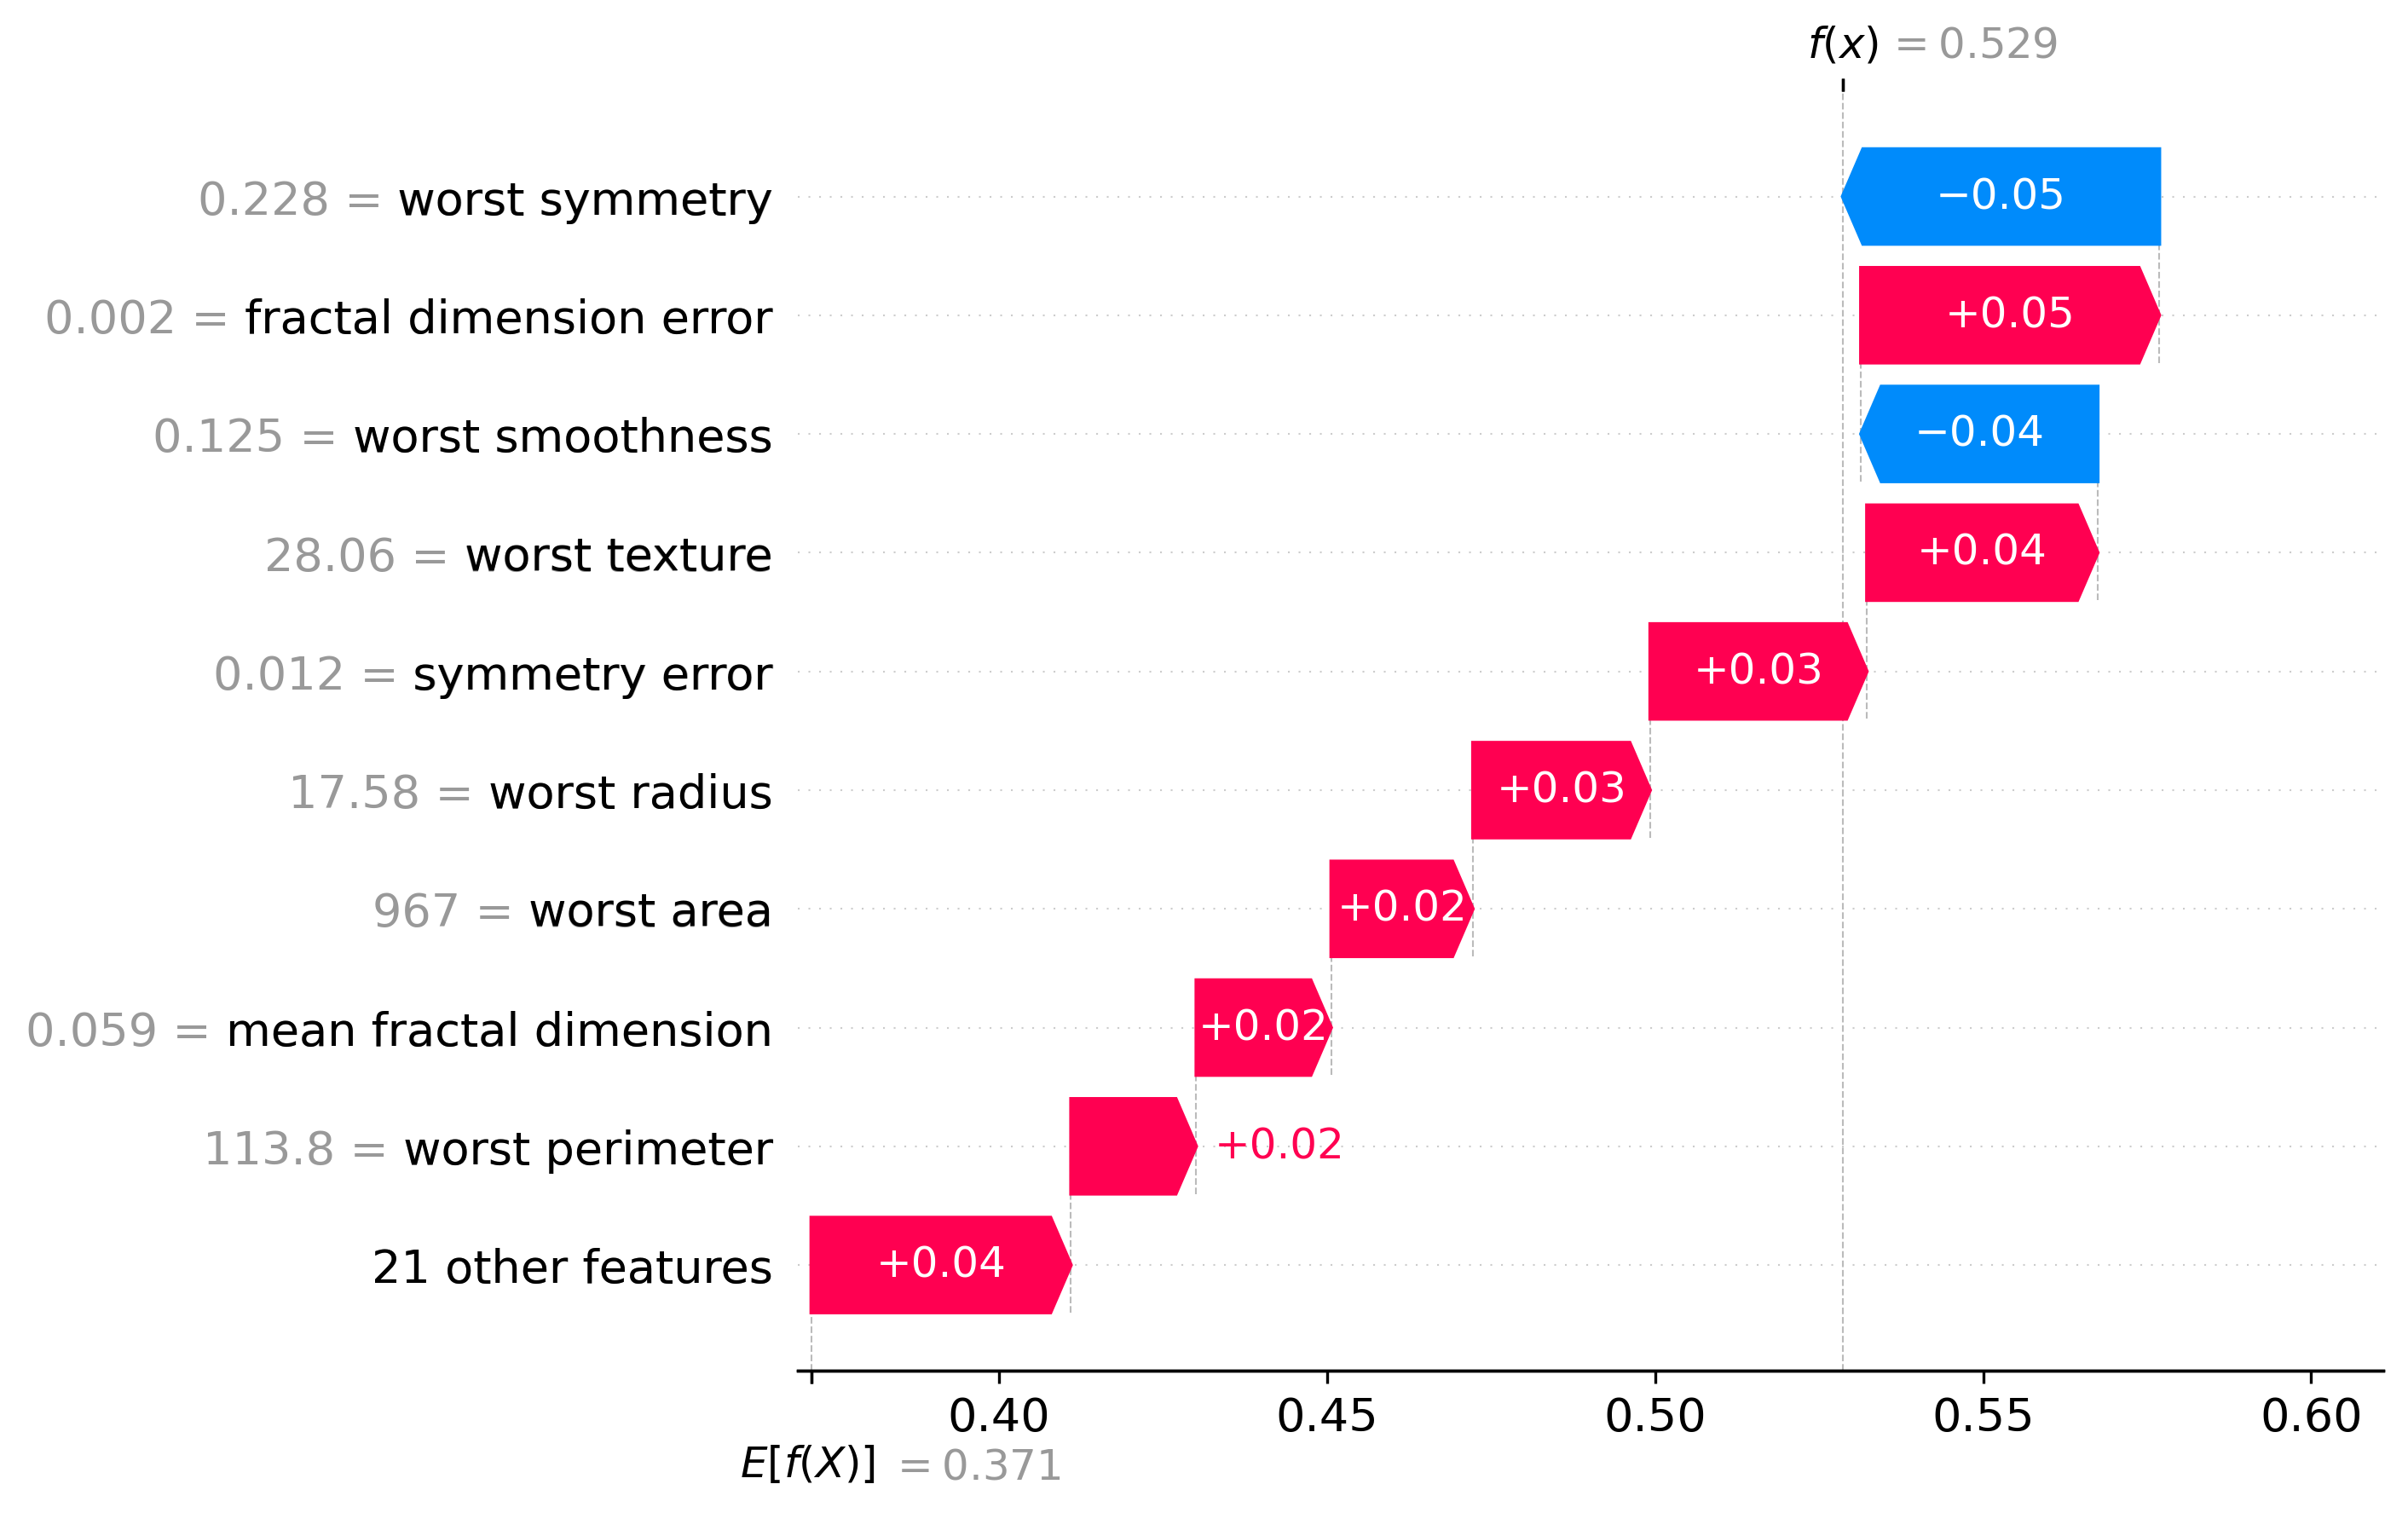 f(x) = 0.529
0.228 = worst symmetry −0.05
0.002 = fractal dimension error +0.05
0.125 = worst smoothness −0.04
28.06 = worst texture +0.04
0.012 = symmetry error +0.03
17.58 = worst radius +0.03
967 = worst area +0.02
0.059 = mean fractal dimension +0.02
113.8 = worst perimeter +0.02
21 other features +0.04
0.40 0.45 0.50 0.55 0.60
E[f(X)] = 0.371